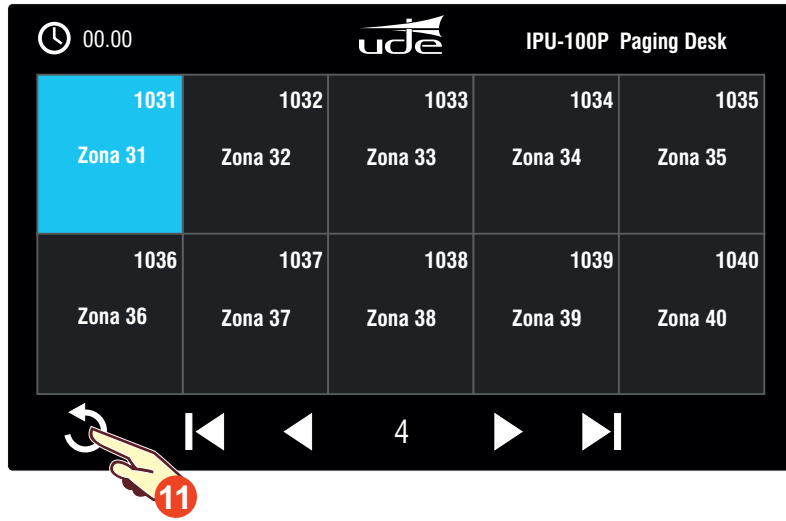 00.00 ude IPU-100P Paging Desk
1031 1032 1033 1034 1035
Zona 31 Zona 32 Zona 33 Zona 34 Zona 35
1036 1037 1038 1039 1040
Zona 36 Zona 37 Zona 38 Zona 39 Zona 40
4
11